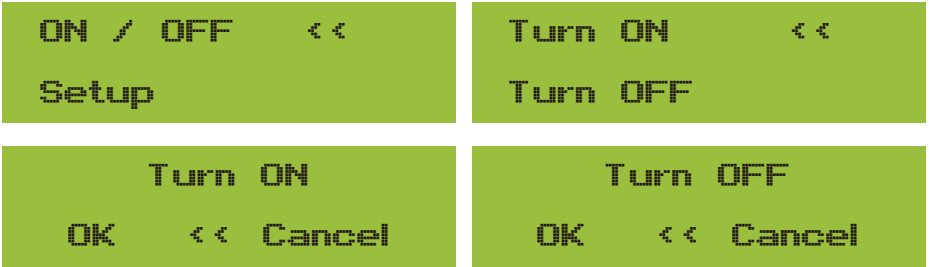 ON / OFF <<
Setup
Turn ON <<
Turn OFF
Turn ON
OK << Cancel
Turn OFF
OK << Cancel